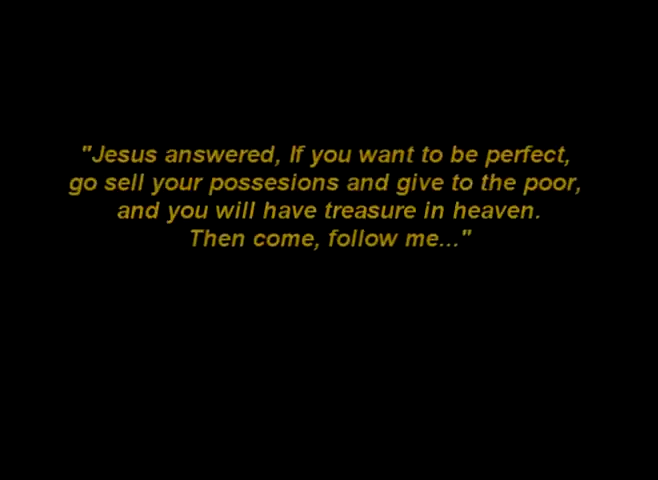 "Jesus answered, If you want to be perfect,
go sell your possesions and give to the poor,
and you will have treasure in heaven.
Then come, follow me..."